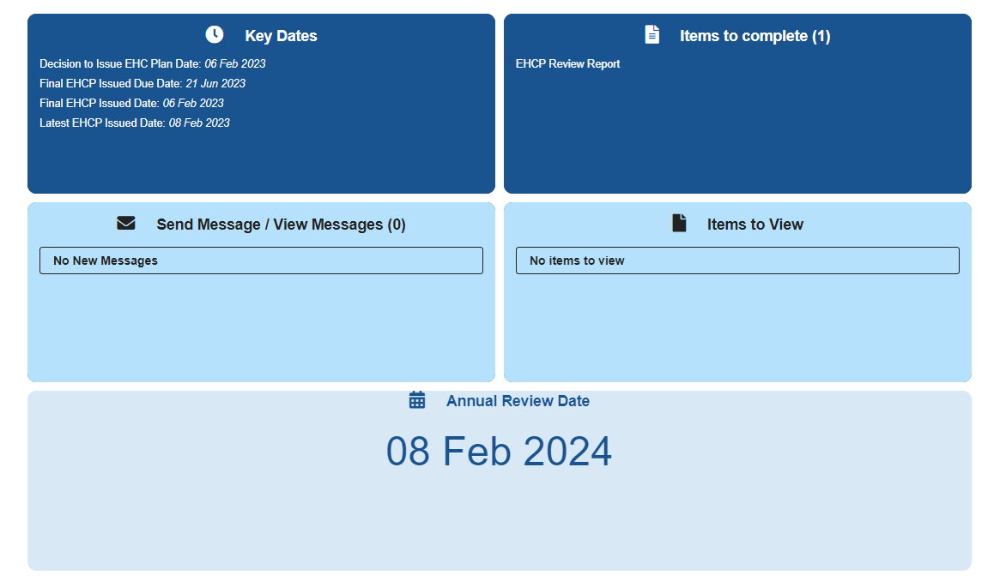 Key Dates
Decision to Issue EHC Plan Date: 06 Feb 2023
Final EHCP Issued Due Date: 21 Jun 2023
Final EHCP Issued Date: 06 Feb 2023
Latest EHCP Issued Date: 08 Feb 2023
Items to complete (1)
EHCP Review Report
Send Message / View Messages (0)
No New Messages
Items to View
No items to view
Annual Review Date
08 Feb 2024